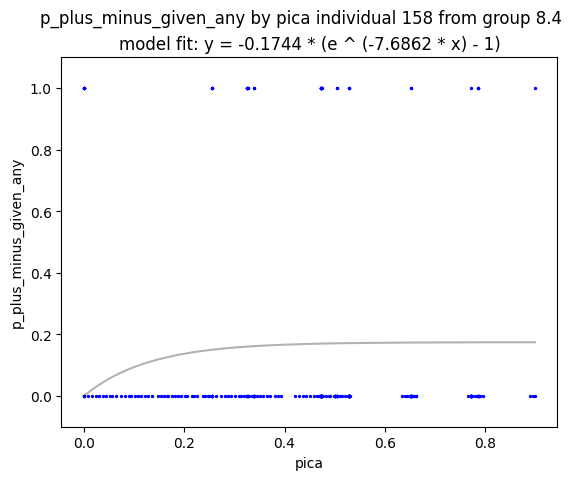 p_plus_minus_given_any by pica individual 158 from group 8.4
model fit: y = -0.1744 * (e ^ (-7.6862 * x) - 1)
1.0
0.8
0.6
0.4
0.2
0.0
p_plus_minus_given_any
0.0 0.2 0.4 0.6 0.8
pica